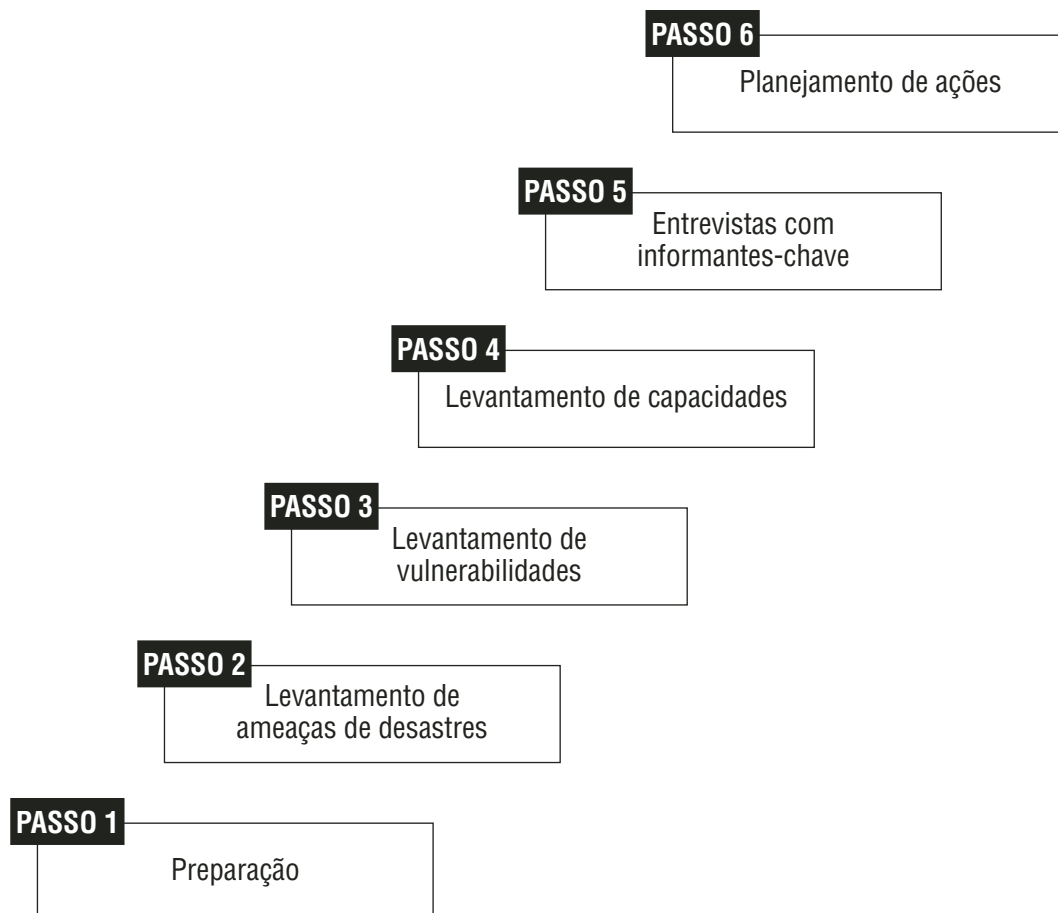 PASSO 6
Planejamento de ações
PASSO 5
Entrevistas com
informantes-chave
PASSO 4
Levantamento de capacidades
PASSO 3
Levantamento de
vulnerabilidades
PASSO 2
Levantamento de
ameaças de desastres
PASSO 1
Preparação